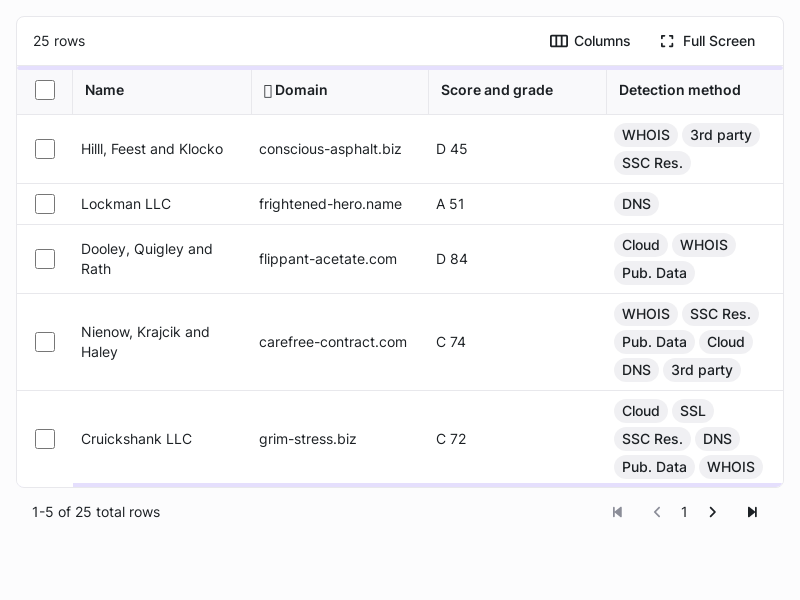 25 rows
Columns
Full Screen
Name
Domain
Score and grade
Detection method
Hilll, Feest and Klocko
conscious-asphalt.biz
D 45
WHOIS
3rd party
SSC Res.
Lockman LLC
frightened-hero.name
A 51
DNS
Dooley, Quigley and
Rath
flippant-acetate.com
D 84
Cloud
WHOIS
Pub. Data
Nienow, Krajcik and
Haley
carefree-contract.com
C 74
WHOIS
SSC Res.
Pub. Data
Cloud
DNS
3rd party
Cruickshank LLC
grim-stress.biz
C 72
Cloud
SSL
SSC Res.
DNS
Pub. Data
WHOIS
1-5 of 25 total rows
1